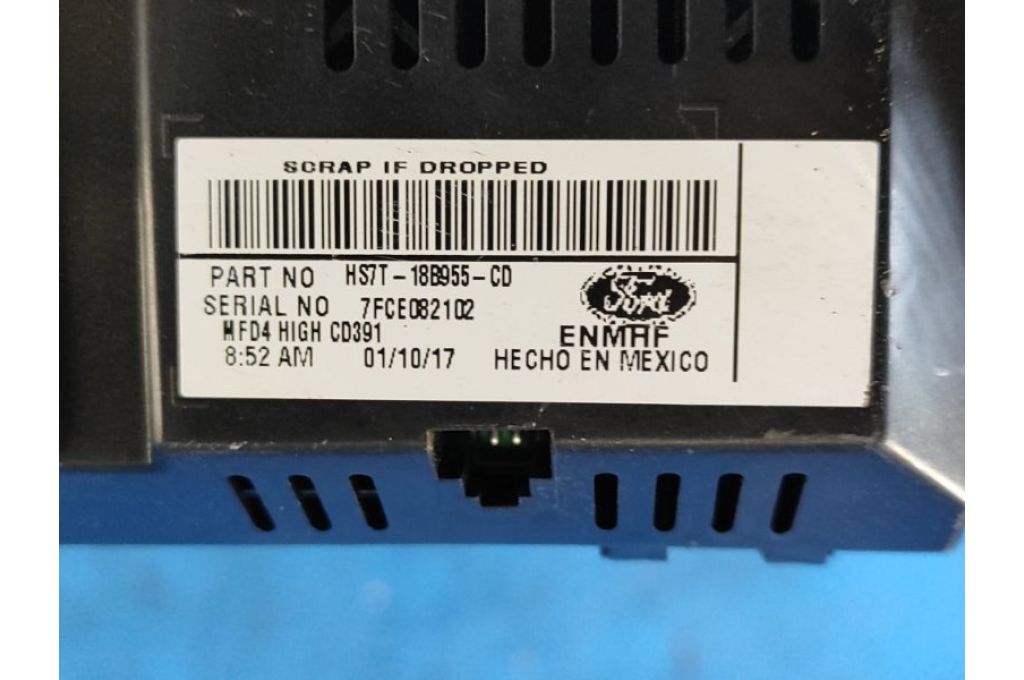 SCRAP IF DROPPED
PART NO HS7T-18B955-CD
SERIAL NO 7FCE082102
MFD4 HIGH CD391
8:52 AM 01/10/17
Ford
ENMHF
HECHO EN MEXICO